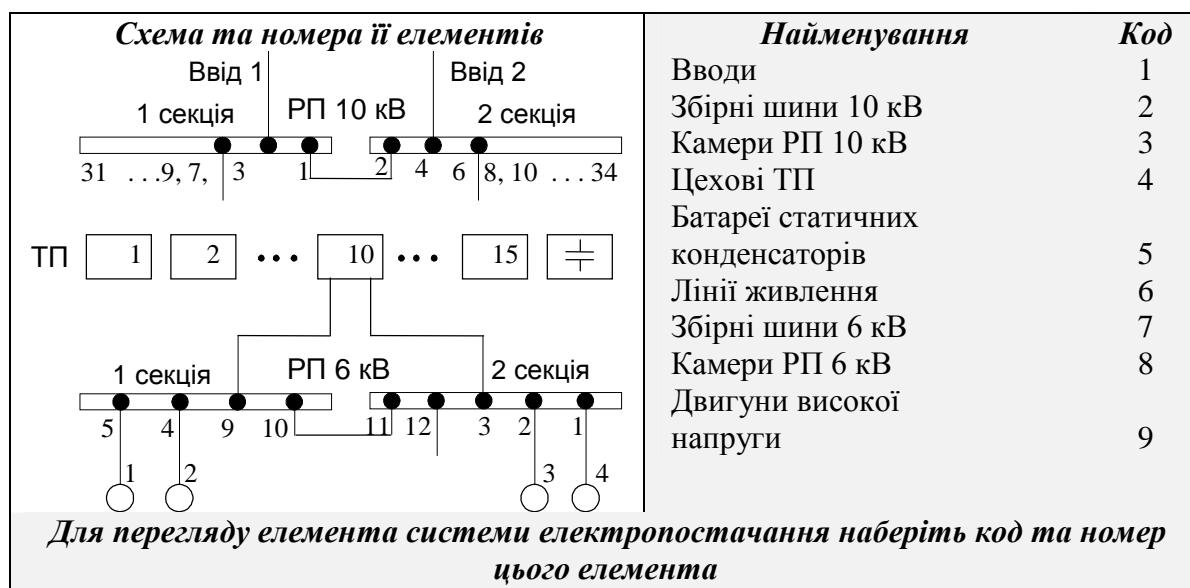 Схема та номера її елементів
Ввід 1 Ввід 2
1 секція РП 10 кВ 2 секція
31 . . .9, 7, 3 1 2 4 6 8, 10 . . . 34
ТП 1 2 • • • 10 • • • 15
1 секція РП 6 кВ 2 секція
5 4 9 10 11 12 3 2 1
1 2 3 4
Найменування Код
Вводи 1
Збірні шини 10 кВ 2
Камери РП 10 кВ 3
Цехові ТП 4
Батареї статичних
конденсаторів 5
Лінії живлення 6
Збірні шини 6 кВ 7
Камери РП 6 кВ 8
Двигуни високої
напруги 9
Для перегляду елемента системи електропостачання наберіть код та номер
цього елемента